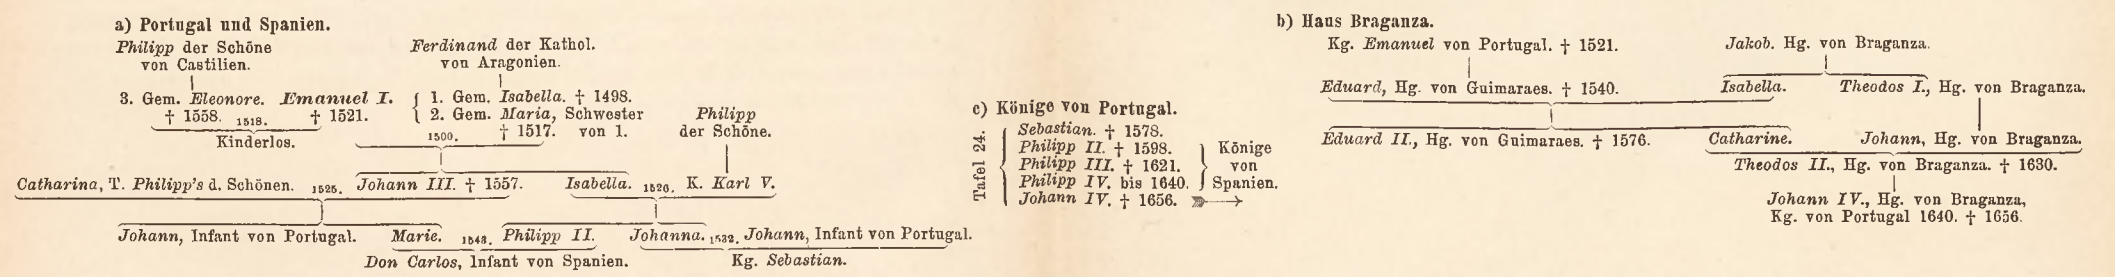 a) Portugal und Spanien.
Philipp der Schöne
von Castilien.
Ferdinand der Kathol.
von Aragonien.
3. Gem. Eleonore. Emanuel I. { 1. Gem. Isabella. † 1498.
† 1558. 1518. † 1521. { 2. Gem. Maria, Schwester
1500. † 1517. von 1.
Kinderlos.
Philipp
der Schöne.
Catharina, T. Philipp's d. Schönen. 1525. Johann III. † 1557. Isabella. 1526. K. Karl V.
Johann, Infant von Portugal. Marie. 1543. Philipp II. Johanna. 1532. Johann, Infant von Portugal.
Don Carlos, Infant von Spanien. Kg. Sebastian.
c) Könige von Portugal.
Tafel 24.
Sebastian. † 1578.
Philipp II. † 1598.
Philipp III. † 1621.
Philipp IV. bis 1640.
Johann IV. † 1656.
Könige
von
Spanien.
b) Haus Braganza.
Kg. Emanuel von Portugal. † 1521. Jakob. Hg. von Braganza.
Eduard, Hg. von Guimaraes. † 1540. Isabella. Theodos I., Hg. von Braganza.
Eduard II., Hg. von Guimaraes. † 1576. Catharine. Johann, Hg. von Braganza.
Theodos II., Hg. von Braganza. † 1630.
Johann IV., Hg. von Braganza,
Kg. von Portugal 1640. † 1656.